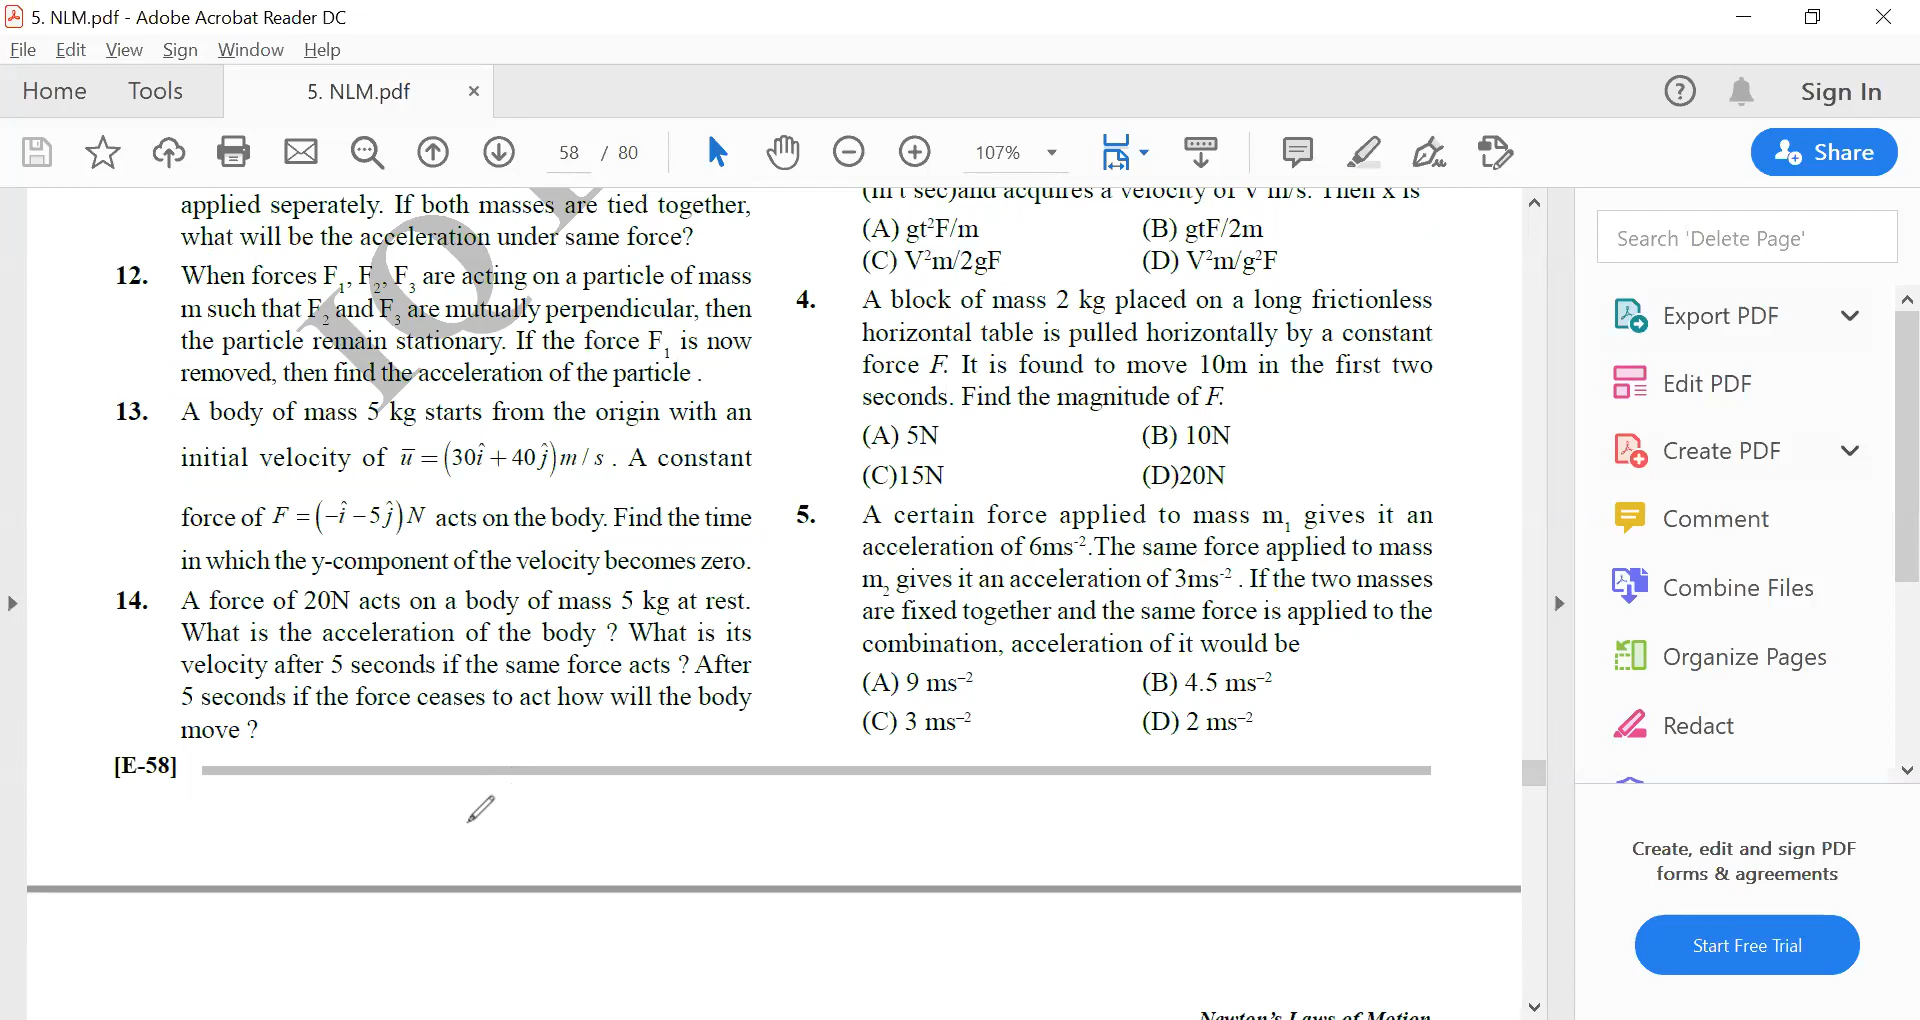 5. NLM.pdf - Adobe Acrobat Reader DC
File Edit View Sign Window Help
Home Tools 5. NLM.pdf × Sign In
58 / 80 107% Share
applied seperately. If both masses are tied together,
what will be the acceleration under same force?
12. When forces F₁, F₂, F₃ are acting on a particle of mass
m such that F₂ and F₃ are mutually perpendicular, then
the particle remain stationary. If the force F₁ is now
removed, then find the acceleration of the particle .
13. A body of mass 5 kg starts from the origin with an
initial velocity of u̅ = (30î + 40ĵ) m / s . A constant
force of F = (−î − 5ĵ) N acts on the body. Find the time
in which the y-component of the velocity becomes zero.
14. A force of 20N acts on a body of mass 5 kg at rest.
What is the acceleration of the body ? What is its
velocity after 5 seconds if the same force acts ? After
5 seconds if the force ceases to act how will the body
move ?
[E-58]
(in t sec)and acquires a velocity of V m/s. Then x is
(A) gt²F/m (B) gtF/2m
(C) V²m/2gF (D) V²m/g²F
4. A block of mass 2 kg placed on a long frictionless
horizontal table is pulled horizontally by a constant
force F. It is found to move 10m in the first two
seconds. Find the magnitude of F.
(A) 5N (B) 10N
(C)15N (D)20N
5. A certain force applied to mass m₁ gives it an
acceleration of 6ms⁻².The same force applied to mass
m₂ gives it an acceleration of 3ms⁻² . If the two masses
are fixed together and the same force is applied to the
combination, acceleration of it would be
(A) 9 ms⁻² (B) 4.5 ms⁻²
(C) 3 ms⁻² (D) 2 ms⁻²
Newton's Laws of Motion
Search 'Delete Page'
Export PDF
Edit PDF
Create PDF
Comment
Combine Files
Organize Pages
Redact
Create, edit and sign PDF
forms & agreements
Start Free Trial